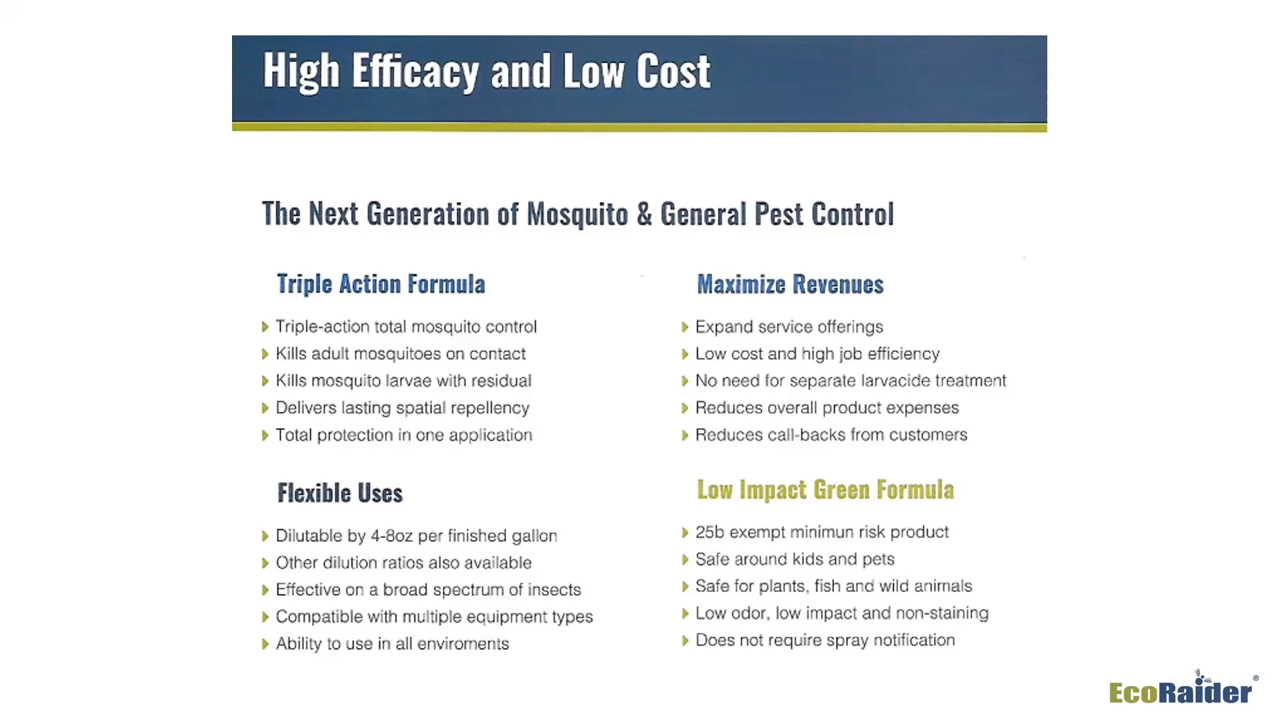 High Efficacy and Low Cost
The Next Generation of Mosquito & General Pest Control
Triple Action Formula
Triple-action total mosquito control
Kills adult mosquitoes on contact
Kills mosquito larvae with residual
Delivers lasting spatial repellency
Total protection in one application
Maximize Revenues
Expand service offerings
Low cost and high job efficiency
No need for separate larvacide treatment
Reduces overall product expenses
Reduces call-backs from customers
Flexible Uses
Dilutable by 4-8oz per finished gallon
Other dilution ratios also available
Effective on a broad spectrum of insects
Compatible with multiple equipment types
Ability to use in all enviroments
Low Impact Green Formula
25b exempt minimun risk product
Safe around kids and pets
Safe for plants, fish and wild animals
Low odor, low impact and non-staining
Does not require spray notification
EcoRaider®